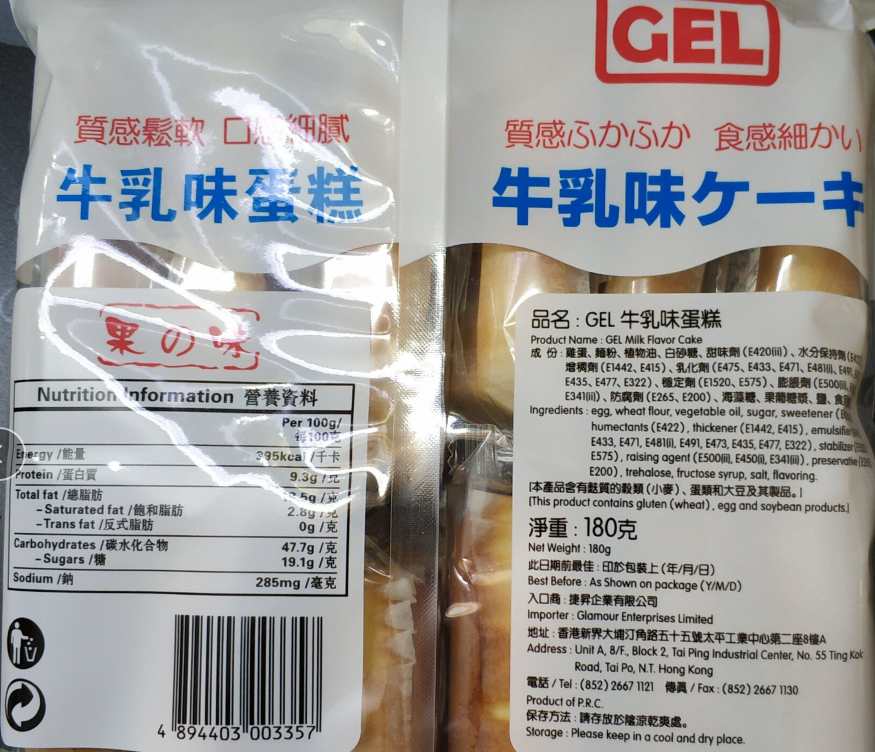 GEL
質感鬆軟 口感細膩
牛乳味蛋糕
質感ふかふか 食感細かい
牛乳味ケーキ
果の味
Nutrition Information 營養資料
Per 100g/
每100克
Energy /能量 395kcal /千卡
Protein /蛋白質 9.3g /克
Total fat /總脂肪 /克
-Saturated fat /飽和脂肪 2.8g /克
-Trans fat /反式脂肪 0g /克
Carbohydrates /碳水化合物 47.7g /克
-Sugars /糖 19.1g /克
Sodium /鈉 285mg /毫克
4 894403 003357
品名 : GEL 牛乳味蛋糕
Product Name : GEL Milk Flavor Cake
成 份 : 雞蛋、麵粉、植物油、白砂糖、甜味劑 (E420(ii))、水分保持劑
增稠劑 (E1442, E415)、乳化劑 (E475, E433, E471, E481(i), E491,
E435, E477, E322)、穩定劑 (E1520, E575)、膨脹劑 (E500(ii),
E341(iii))、防腐劑 (E265, E200)、海藻糖、果葡糖漿、鹽、
Ingredients : egg, wheat flour, vegetable oil, sugar, sweetener
humectants (E422) , thickener (E1442, E415) , emulsifier
E433, E471, E481(i), E491, E473, E435, E477, E322) , stabilizer
E575) , raising agent (E500(ii), E450(i), E341(iii)) , preservative
E200) , trehalose, fructose syrup, salt, flavoring.
[本產品含有麩質的穀類 (小麥)、蛋類和大豆及其製品。]
[This product contains gluten (wheat) , egg and soybean products.]
淨重 : 180克
Net Weight : 180g
此日期前最佳 : 印於包裝上 (年/月/日)
Best Before : As Shown on package (Y/M/D)
入口商 : 捷昇企業有限公司
Importer : Glamour Enterprises Limited
地址 : 香港新界大埔汀角路五十五號太平工業中心第二座8樓A
Address : Unit A, 8/F., Block 2, Tai Ping Industrial Center, No. 55 Ting Kok
Road, Tai Po, N.T. Hong Kong
電話 / Tel : (852) 2667 1121 傳眞 / Fax : (852) 2667 1130
Product of P.R.C.
保存方法 : 請存放於陰涼乾爽處。
Storage : Please keep in a cool and dry place.